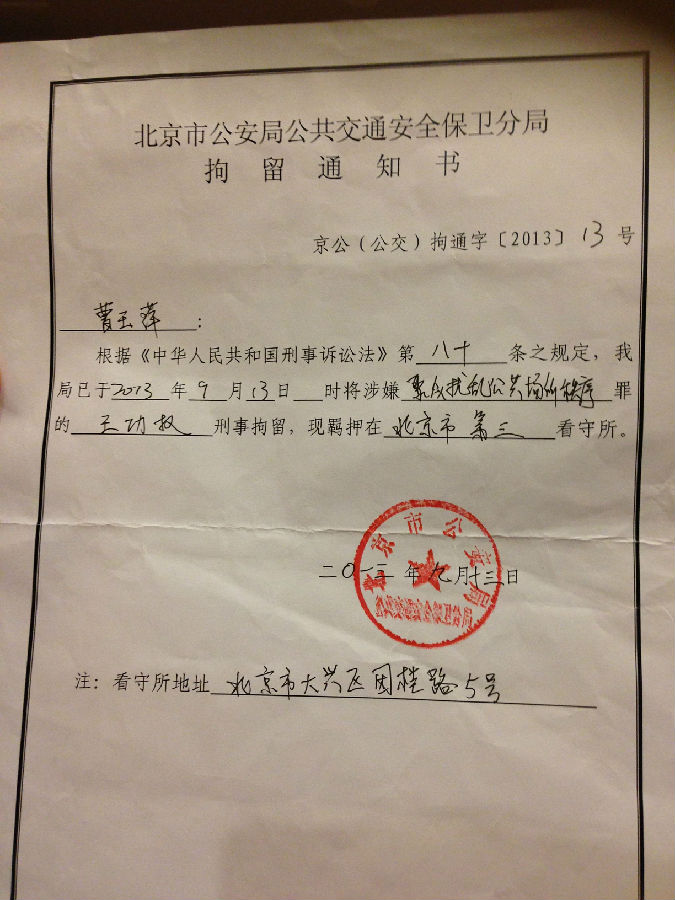 北京市公安局公共交通安全保卫分局
拘留通知书
京公（公交）拘通字〔2013〕13号
曹玉萍：
根据《中华人民共和国刑事诉讼法》第八十条之规定，我
局已于2013年9月13日 时将涉嫌聚众扰乱公共场所秩序罪
的王功权刑事拘留，现羁押在北京市第三看守所。
北京市公安局
二〇一三年九月十三日
注：看守所地址北京市大兴区团桂路5号